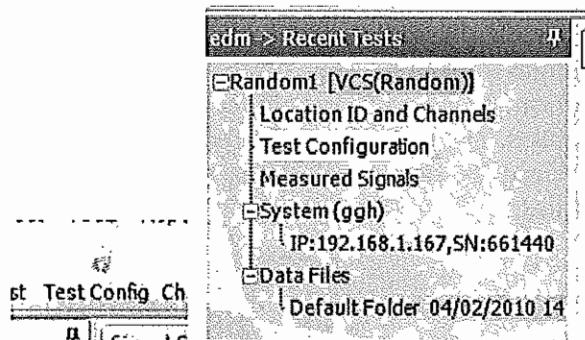 edm -> Recent Tests
Random1 [VCS(Random)]
Location ID and Channels
Test Configuration
Measured Signals
System (ggh)
IP:192.168.1.167,SN:661440
Data Files
Default Folder 04/02/2010 14
st Test Config Ch